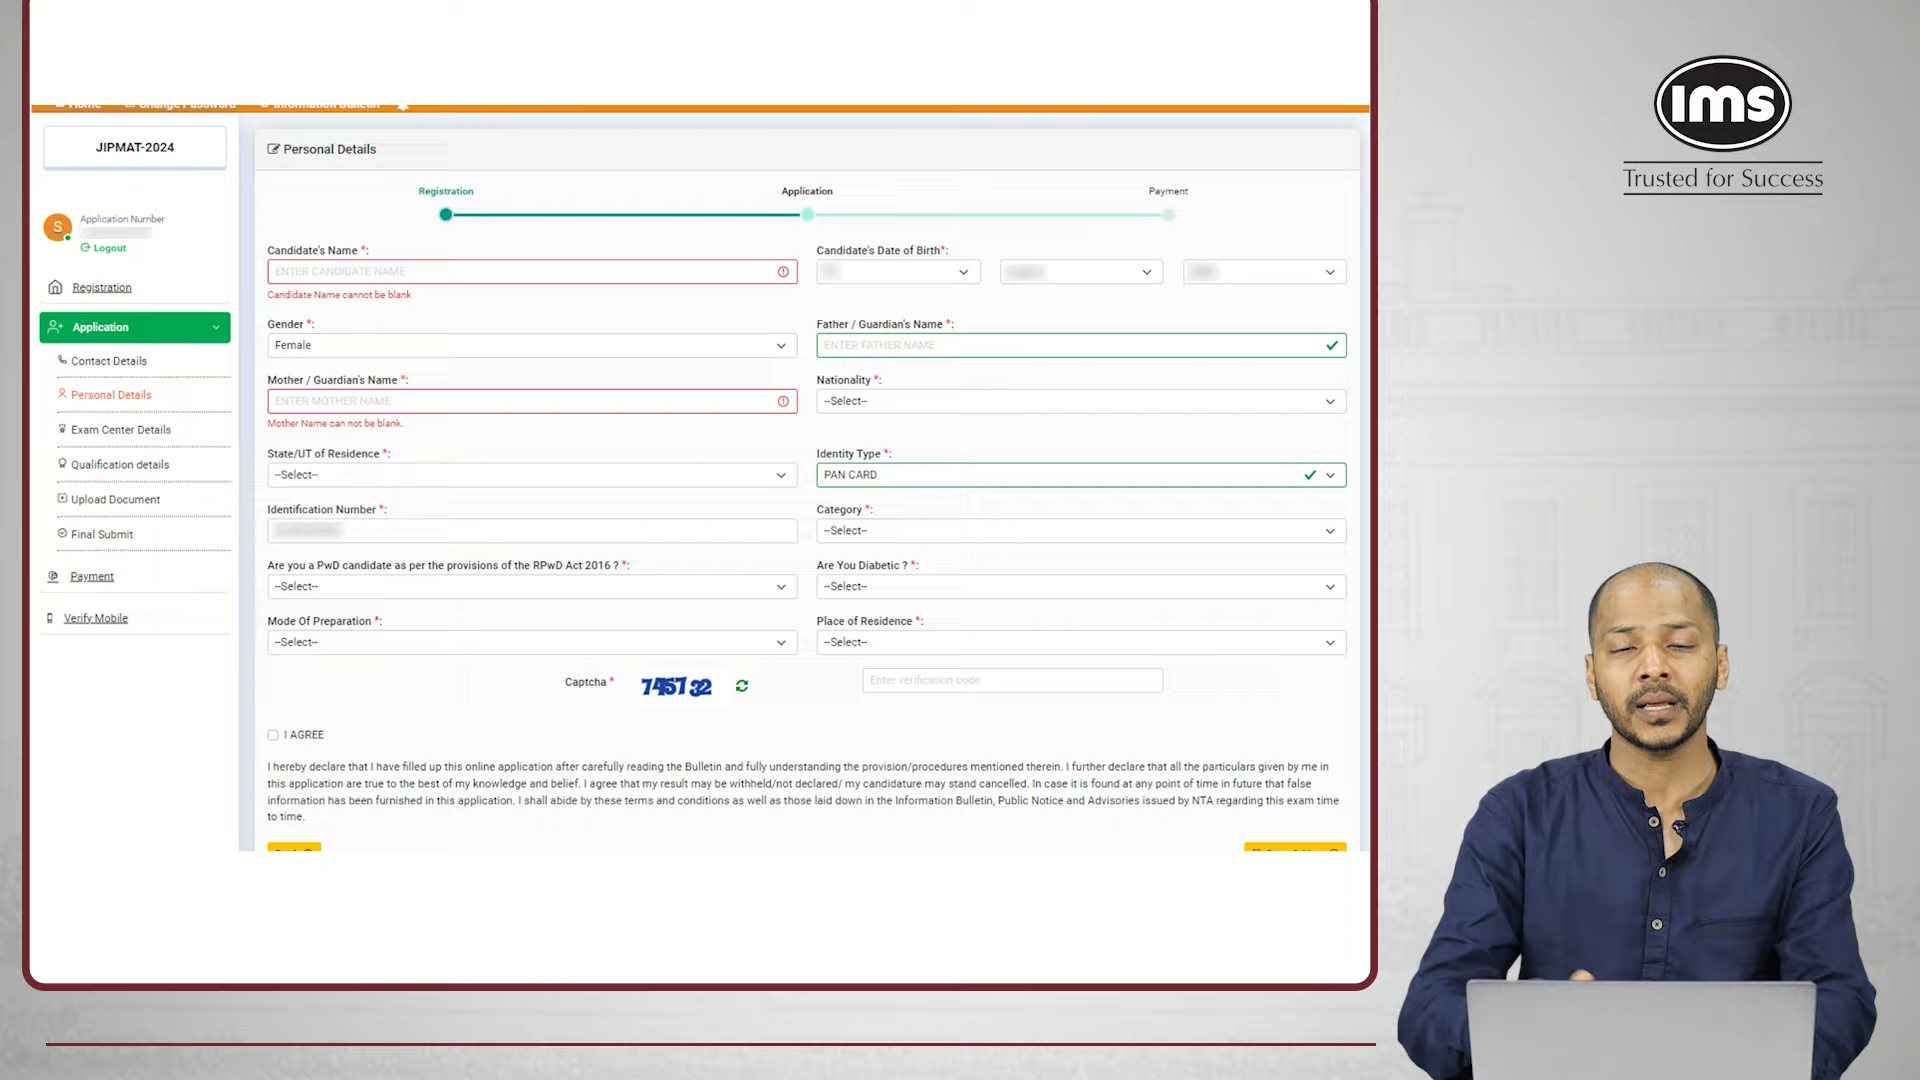 Home Change Password Information Bulletin
JIPMAT-2024
S
Application Number
Logout
Registration
Application
Contact Details
Personal Details
Exam Center Details
Qualification details
Upload Document
Final Submit
Payment
Verify Mobile
Personal Details
Registration Application Payment
Candidate's Name *:
ENTER CANDIDATE NAME
Candidate Name cannot be blank
Candidate's Date of Birth*:
Gender *:
Female
Father / Guardian's Name *:
ENTER FATHER NAME
Mother / Guardian's Name *:
ENTER MOTHER NAME
Mother Name can not be blank.
Nationality *:
--Select--
State/UT of Residence *:
--Select--
Identity Type *:
PAN CARD
Identification Number *:
Category *:
--Select--
Are you a PwD candidate as per the provisions of the RPwD Act 2016 ? *:
--Select--
Are You Diabetic ? *:
--Select--
Mode Of Preparation *:
--Select--
Place of Residence *:
--Select--
Captcha *
745732
Enter verification code
I AGREE
I hereby declare that I have filled up this online application after carefully reading the Bulletin and fully understanding the provision/procedures mentioned therein. I further declare that all the particulars given by me in
this application are true to the best of my knowledge and belief. I agree that my result may be withheld/not declared/ my candidature may stand cancelled. In case it is found at any point of time in future that false
information has been furnished in this application. I shall abide by these terms and conditions as well as those laid down in the Information Bulletin, Public Notice and Advisories issued by NTA regarding this exam time
to time.
ims
Trusted for Success